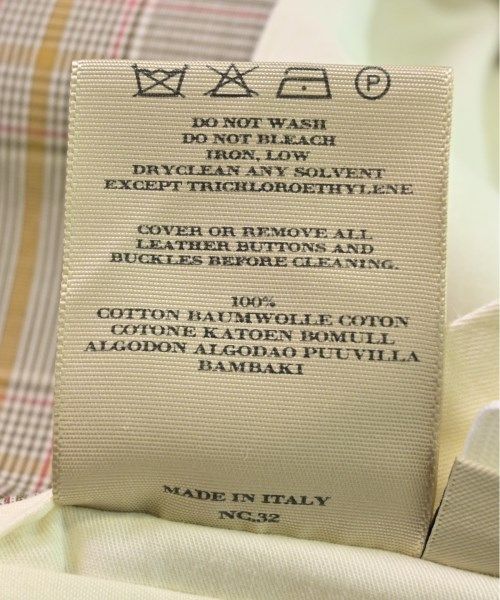 P
DO NOT WASH
DO NOT BLEACH
IRON, LOW
DRYCLEAN ANY SOLVENT
EXCEPT TRICHLOROETHYLENE
COVER OR REMOVE ALL
LEATHER BUTTONS AND
BUCKLES BEFORE CLEANING.
100%
COTTON BAUMWOLLE COTON
COTONE KATOEN BOMULL
ALGODON ALGODAO PUUVILLA
BAMBAKI
MADE IN ITALY
NC.32